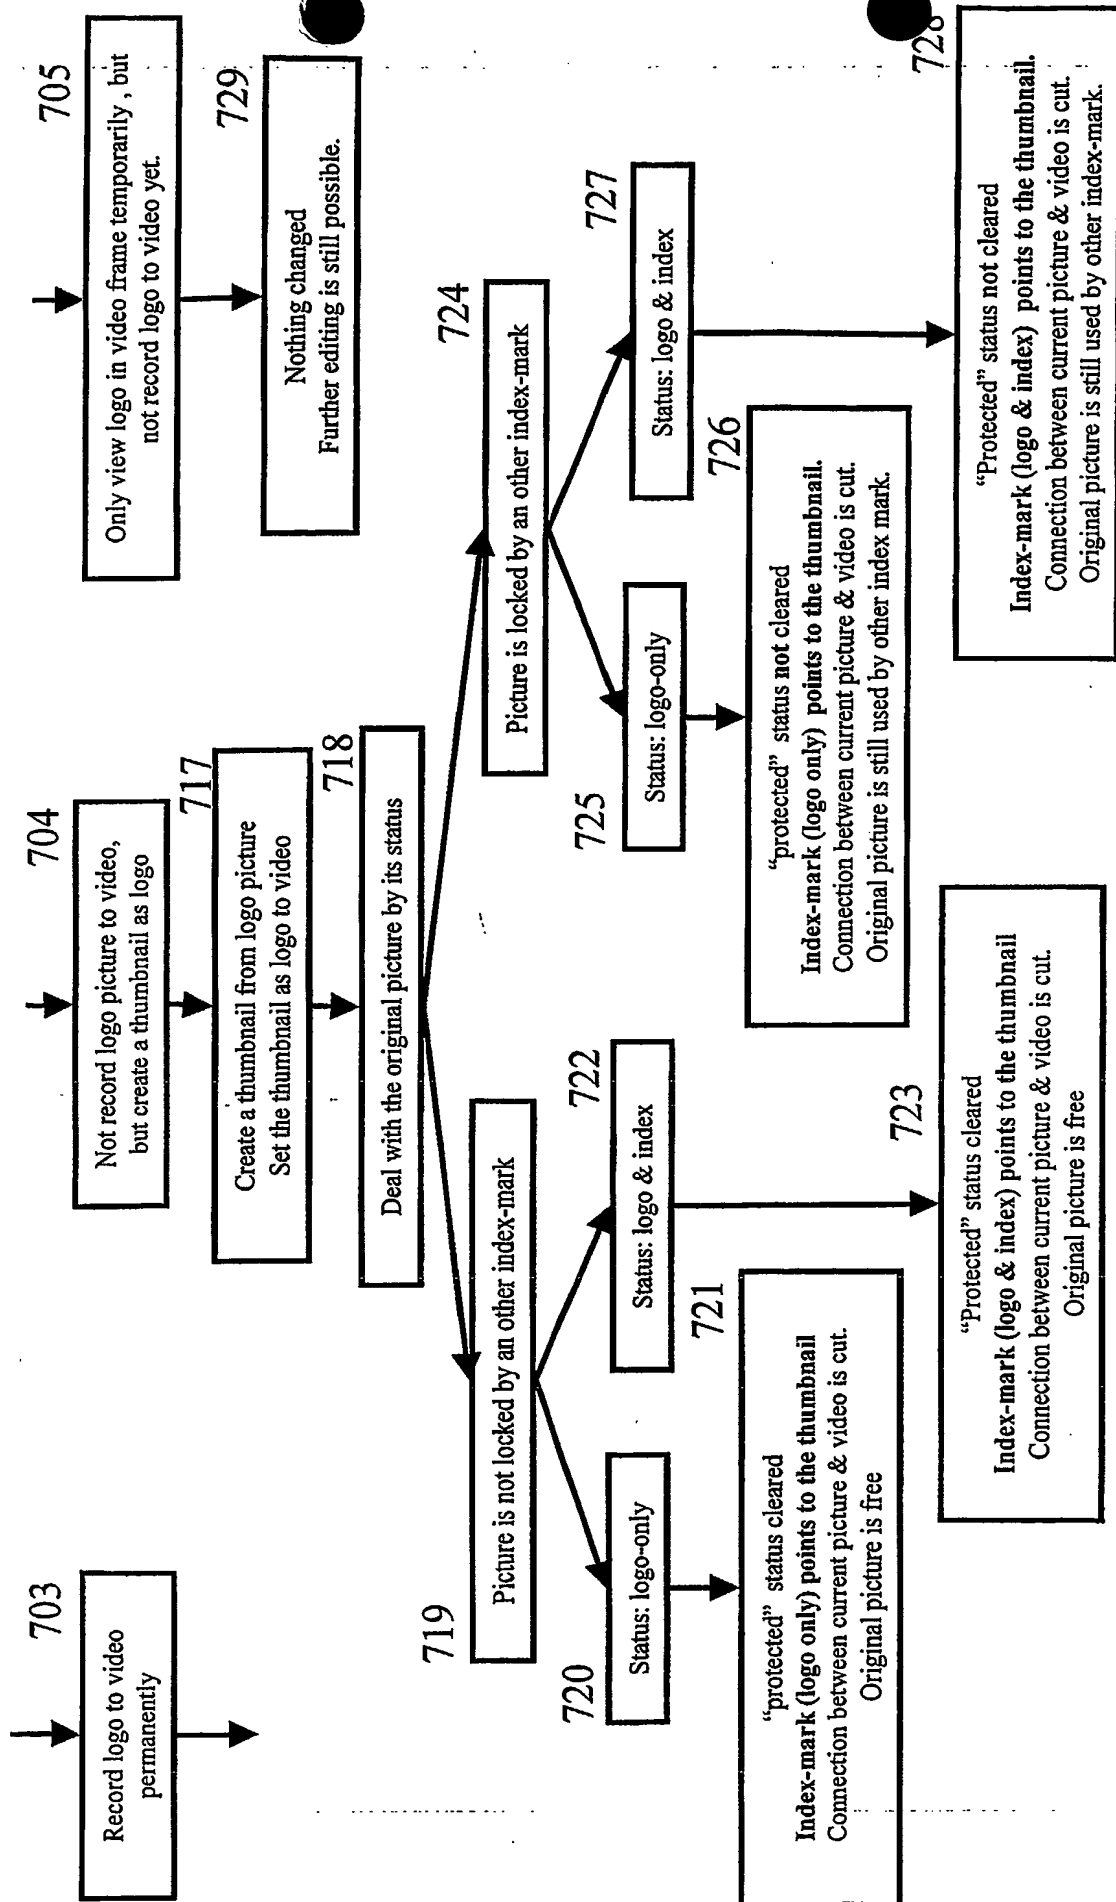 703
Record logo to video
permanently
704
Not record logo picture to video,
but create a thumbnail as logo
717
Create a thumbnail from logo picture
Set the thumbnail as logo to video
718
Deal with the original picture by its status
719
Picture is not locked by an other index-mark
720
Status: logo-only
721
“protected” status cleared
Index-mark (logo only) points to the thumbnail
Connection between current picture & video is cut.
Original picture is free
722
Status: logo & index
723
“Protected” status cleared
Index-mark (logo & index) points to the thumbnail
Connection between current picture & video is cut.
Original picture is free
724
Picture is locked by an other index-mark
725
Status: logo-only
726
“protected” status not cleared
Index-mark (logo only) points to the thumbnail.
Connection between current picture & video is cut.
Original picture is still used by other index mark.
727
Status: logo & index
728
“Protected” status not cleared
Index-mark (logo & index) points to the thumbnail.
Connection between current picture & video is cut.
Original picture is still used by other index-mark.
705
Only view logo in video frame temporarily , but
not record logo to video yet.
729
Nothing changed
Further editing is still possible.